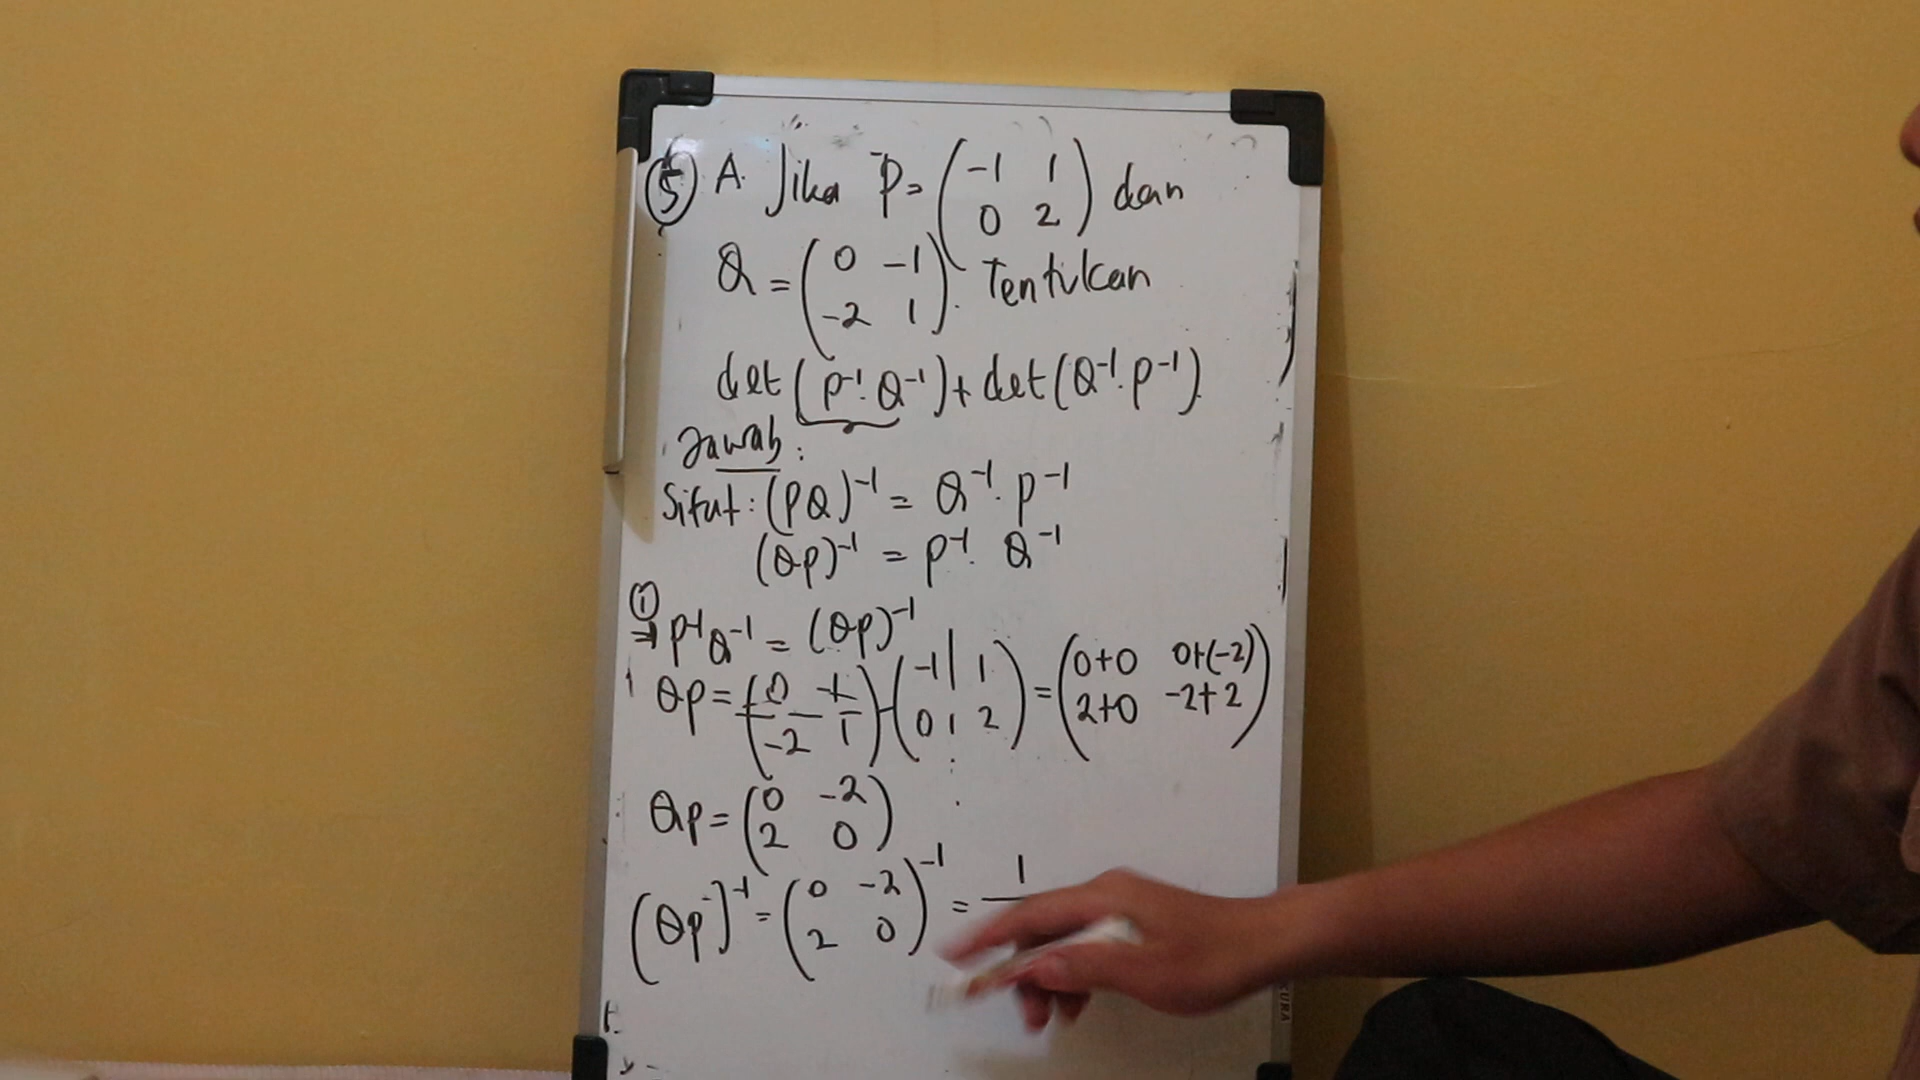 ⑤ A. Jika P = (-1 1; 0 2) dan
Q = (0 -1; -2 1). Tentukan
det (P⁻¹. Q⁻¹) + det (Q⁻¹. P⁻¹).
Jawab :
Sifat : (PQ)⁻¹ = Q⁻¹. P⁻¹
(QP)⁻¹ = P⁻¹. Q⁻¹
①
⇒ P⁻¹Q⁻¹ = (QP)⁻¹
QP = (0 -1; -2 1) . (-1 1; 0 2) = (0+0 0+(-2); 2+0 -2+2)
QP = (0 -2; 2 0)
(QP)⁻¹ = (0 -2; 2 0)⁻¹ = 1